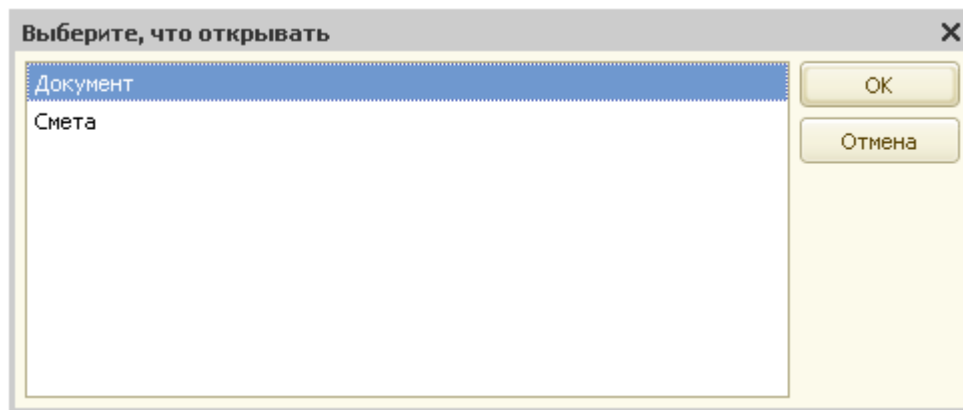 Выберите, что открывать
Документ
Смета
OK
Отмена